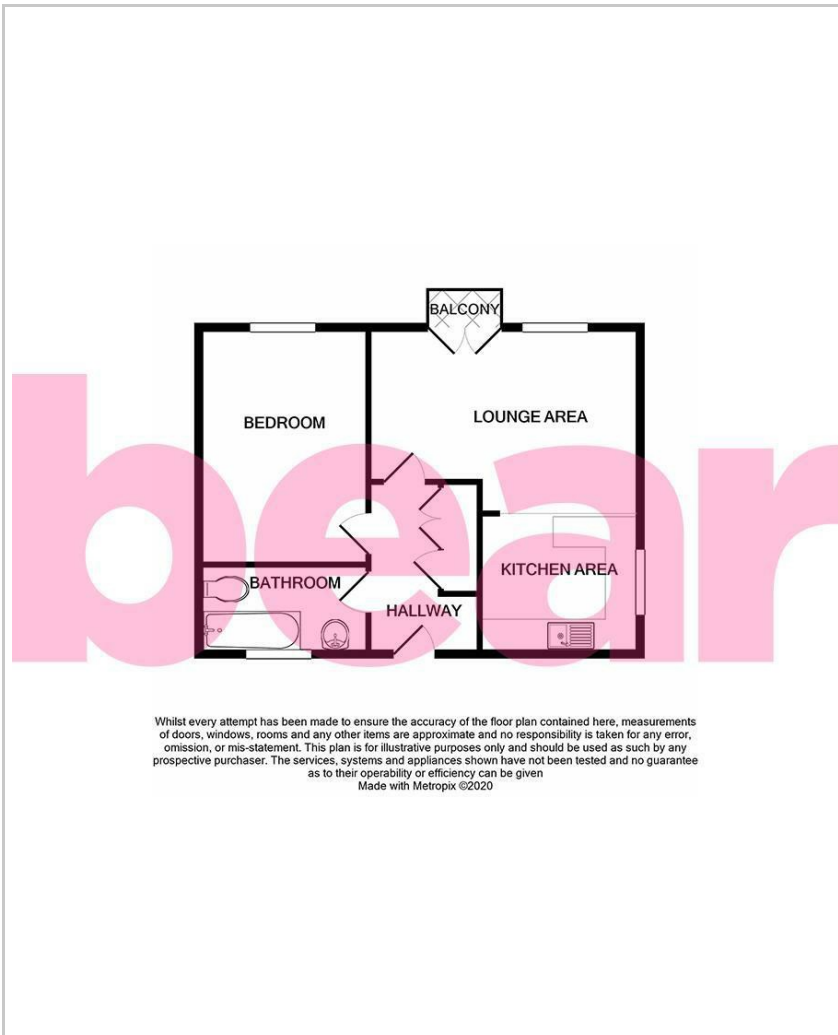 BALCONY
BEDROOM
LOUNGE AREA
KITCHEN AREA
BATHROOM
HALLWAY
bear
Whilst every attempt has been made to ensure the accuracy of the floor plan contained here, measurements
of doors, windows, rooms and any other items are approximate and no responsibility is taken for any error,
omission, or mis-statement. This plan is for illustrative purposes only and should be used as such by any
prospective purchaser. The services, systems and appliances shown have not been tested and no guarantee
as to their operability or efficiency can be given
Made with Metropix ©2020